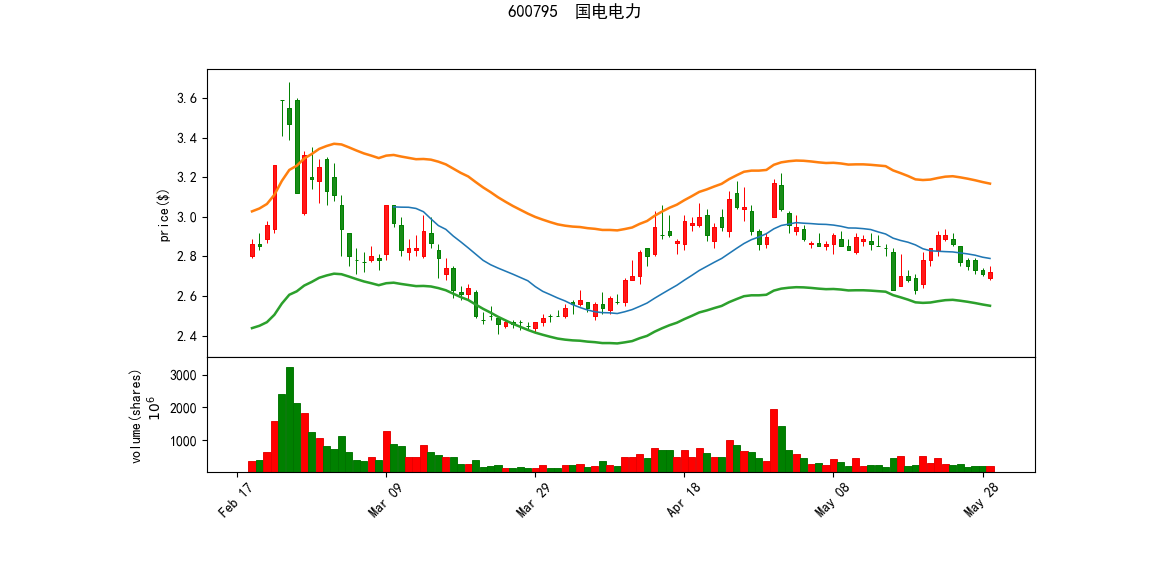 600795 国电电力
price($)
3.6
3.4
3.2
3.0
2.8
2.6
2.4
volume(shares)
10^6
3000
2000
1000
Feb 17
Mar 09
Mar 29
Apr 18
May 08
May 28